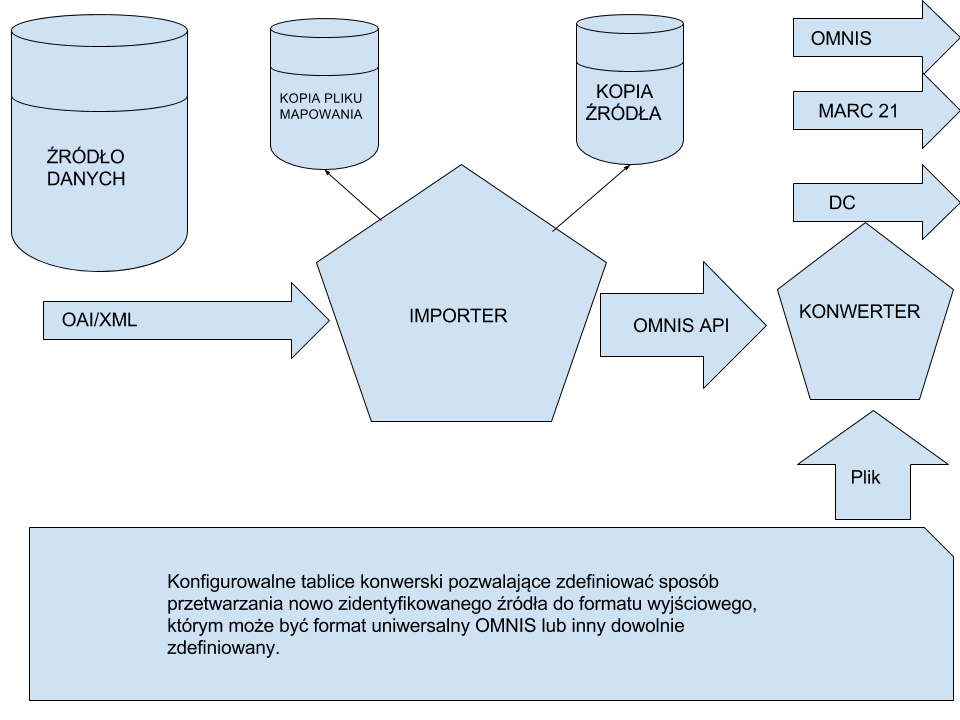 ŹRÓDŁO
DANYCH
KOPIA PLIKU
MAPOWANIA
KOPIA
ŹRÓDŁA
OMNIS
MARC 21
DC
OAI/XML
IMPORTER
OMNIS API
KONWERTER
Plik
Konfigurowalne tablice konwerski pozwalające zdefiniować sposób
przetwarzania nowo zidentyfikowanego źródła do formatu wyjściowego,
którym może być format uniwersalny OMNIS lub inny dowolnie
zdefiniowany.